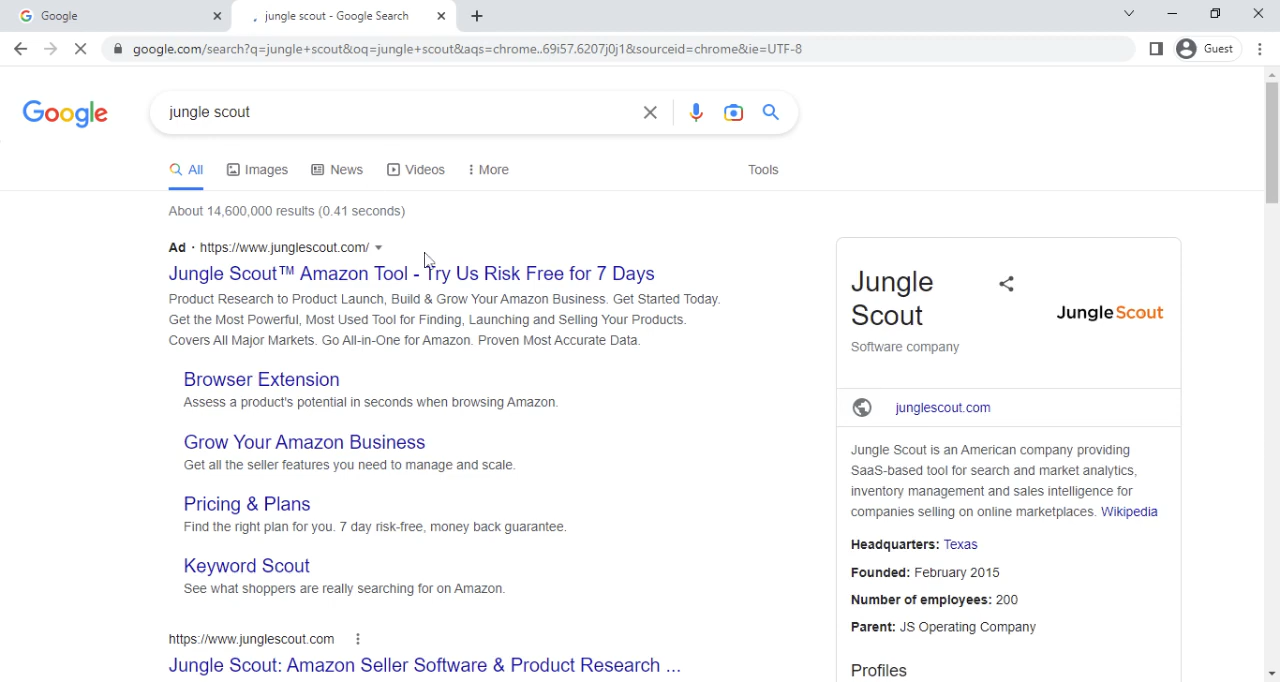 Google
jungle scout - Google Search
google.com/search?q=jungle+scout&oq=jungle+scout&aqs=chrome..69i57.6207j0j1&sourceid=chrome&ie=UTF-8
Guest
Google
jungle scout
All
Images
News
Videos
More
Tools
About 14,600,000 results (0.41 seconds)
Ad · https://www.junglescout.com/
Jungle Scout™ Amazon Tool - Try Us Risk Free for 7 Days
Product Research to Product Launch, Build & Grow Your Amazon Business. Get Started Today.
Get the Most Powerful, Most Used Tool for Finding, Launching and Selling Your Products.
Covers All Major Markets. Go All-in-One for Amazon. Proven Most Accurate Data.
Browser Extension
Assess a product's potential in seconds when browsing Amazon.
Grow Your Amazon Business
Get all the seller features you need to manage and scale.
Pricing & Plans
Find the right plan for you. 7 day risk-free, money back guarantee.
Keyword Scout
See what shoppers are really searching for on Amazon.
https://www.junglescout.com
Jungle Scout: Amazon Seller Software & Product Research ...
Jungle
Scout
Software company
Jungle Scout
junglescout.com
Jungle Scout is an American company providing
SaaS-based tool for search and market analytics,
inventory management and sales intelligence for
companies selling on online marketplaces. Wikipedia
Headquarters: Texas
Founded: February 2015
Number of employees: 200
Parent: JS Operating Company
Profiles